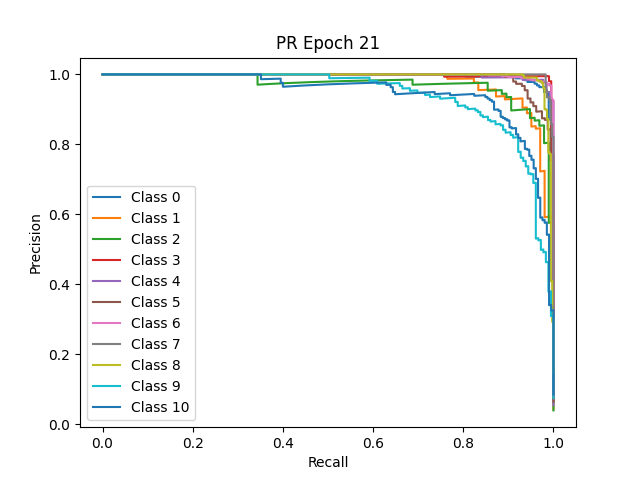 PR Epoch 21
1.0
0.8
0.6
0.4
0.2
0.0
Precision
Class 0
Class 1
Class 2
Class 3
Class 4
Class 5
Class 6
Class 7
Class 8
Class 9
Class 10
0.0 0.2 0.4 0.6 0.8 1.0
Recall